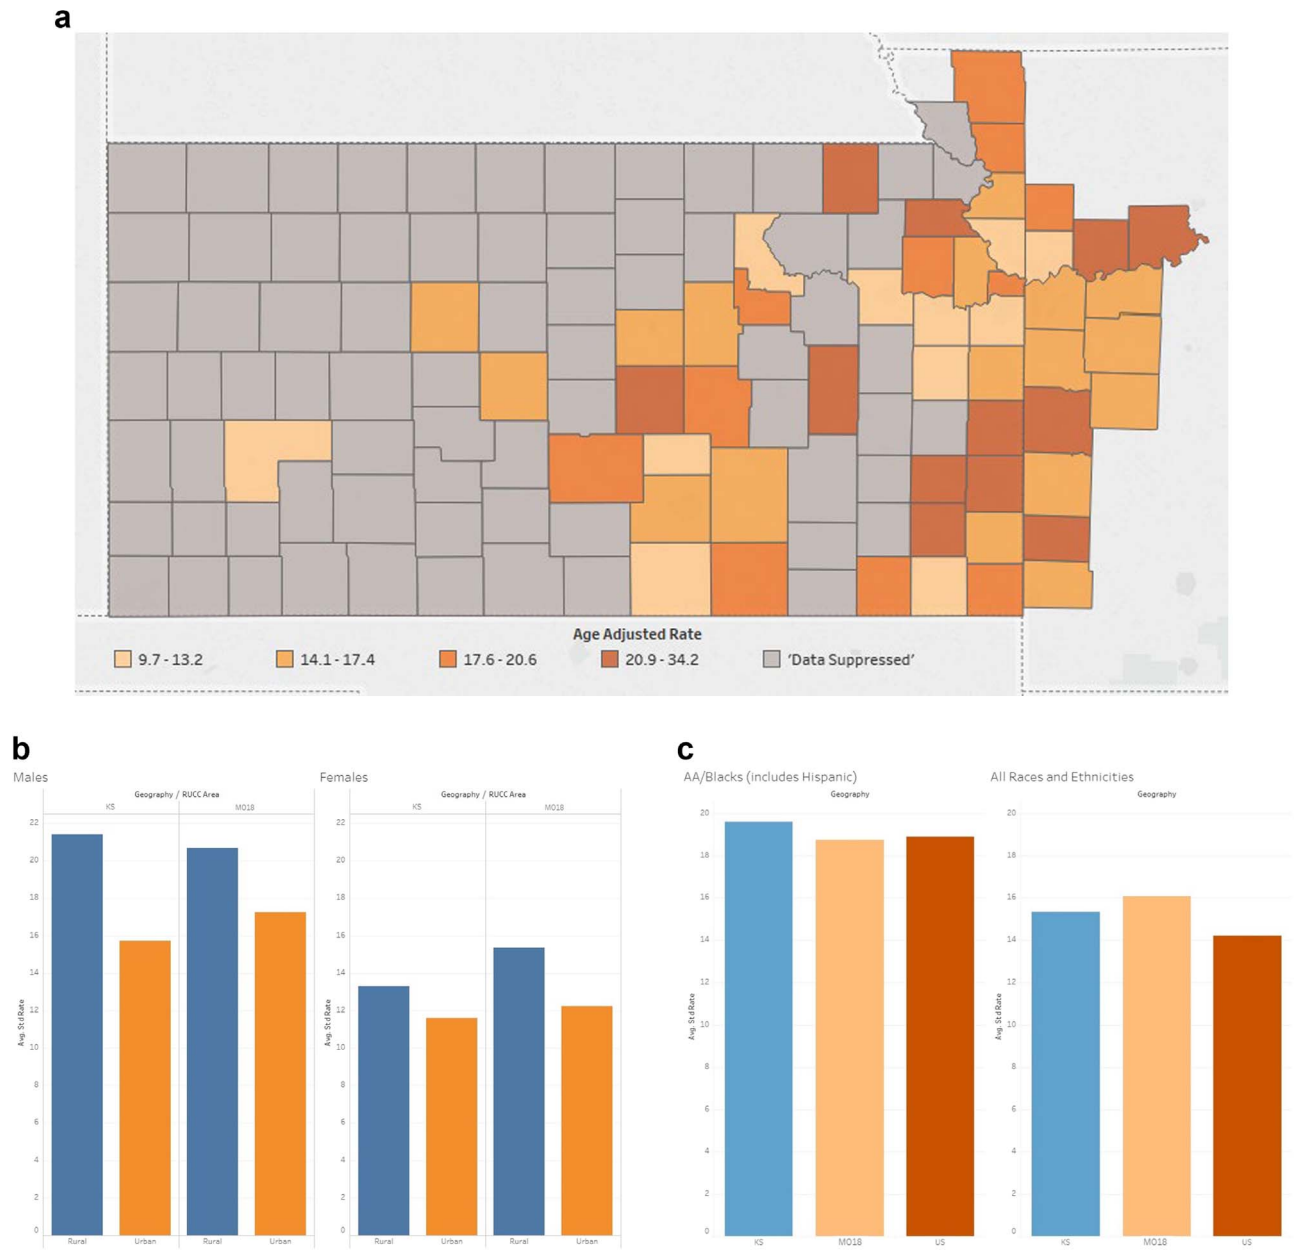 a
Age Adjusted Rate
9.7 - 13.2
14.1 - 17.4
17.6 - 20.6
20.9 - 34.2
'Data Suppressed'
b
Males
Geography / RUCC Area
KS
MO18
22
20
18
16
14
12
10
8
6
4
2
0
Avg. Std Rate
Rural
Urban
Rural
Urban
Females
Geography / RUCC Area
KS
MO18
22
20
18
16
14
12
10
8
6
4
2
0
Avg. Std Rate
Rural
Urban
Rural
Urban
c
AA/Blacks (includes Hispanic)
Geography
20
18
16
14
12
10
8
6
4
2
0
Avg. Std Rate
KS
MO18
US
All Races and Ethnicities
Geography
20
18
16
14
12
10
8
6
4
2
0
Avg. Std Rate
KS
MO18
US